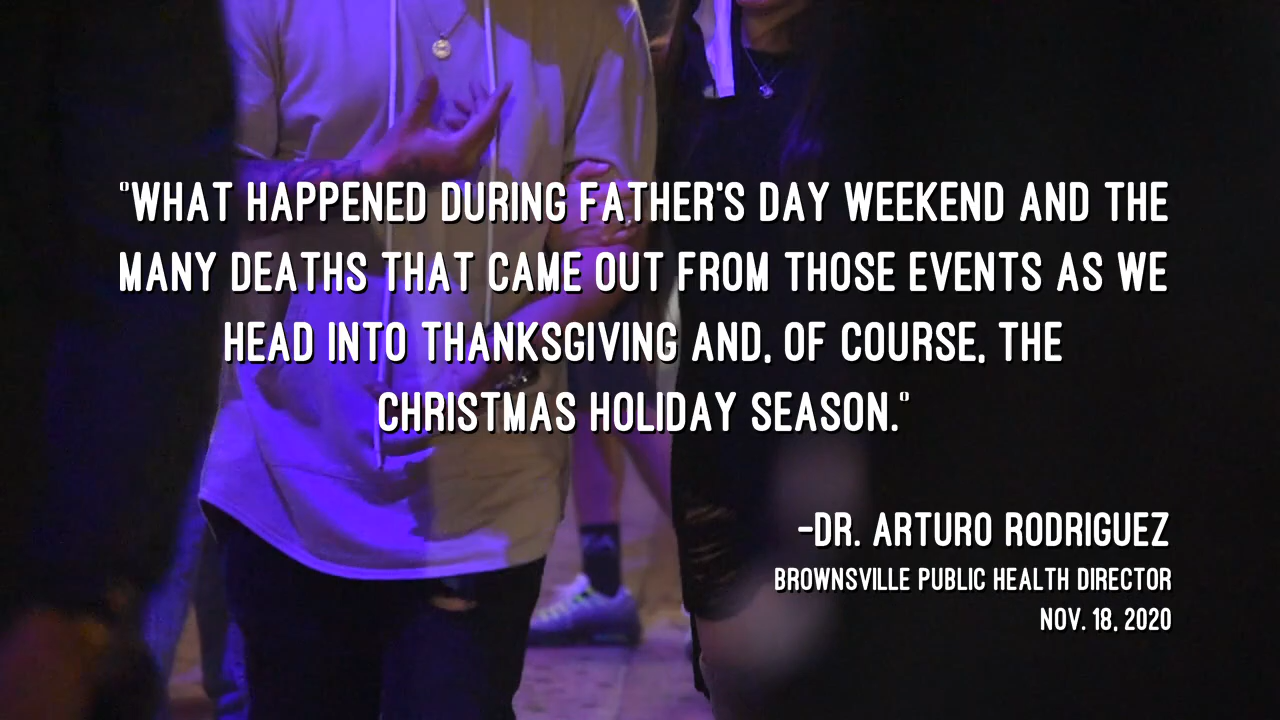 "WHAT HAPPENED DURING FATHER'S DAY WEEKEND AND THE
MANY DEATHS THAT CAME OUT FROM THOSE EVENTS AS WE
HEAD INTO THANKSGIVING AND, OF COURSE, THE
CHRISTMAS HOLIDAY SEASON."
-DR. ARTURO RODRIGUEZ
BROWNSVILLE PUBLIC HEALTH DIRECTOR
NOV. 18, 2020